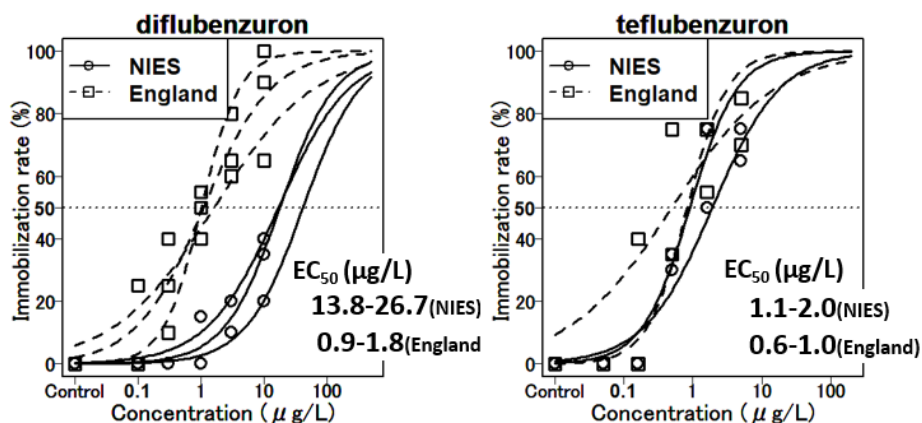 diflubenzuron
NIES
England
Immobilization rate (%)
100
80
60
50
40
20
0
EC50 (μg/L)
13.8-26.7(NIES)
0.9-1.8(England
Control 0.1 1 10 100
Concentration ( μ g/L)
teflubenzuron
NIES
England
Immobilization rate (%)
100
80
60
50
40
20
0
EC50 (μg/L)
1.1-2.0(NIES)
0.6-1.0(England)
Control 0.1 1 10 100
Concentration ( μ g/L)